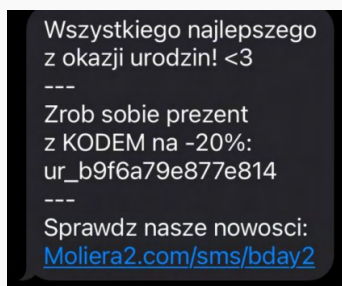 Wszystkiego najlepszego
z okazji urodzin! <3
---
Zrob sobie prezent
z KODEM na -20%:
ur_b9f6a79e877e814
---
Sprawdz nasze nowosci:
Moliera2.com/sms/bday2